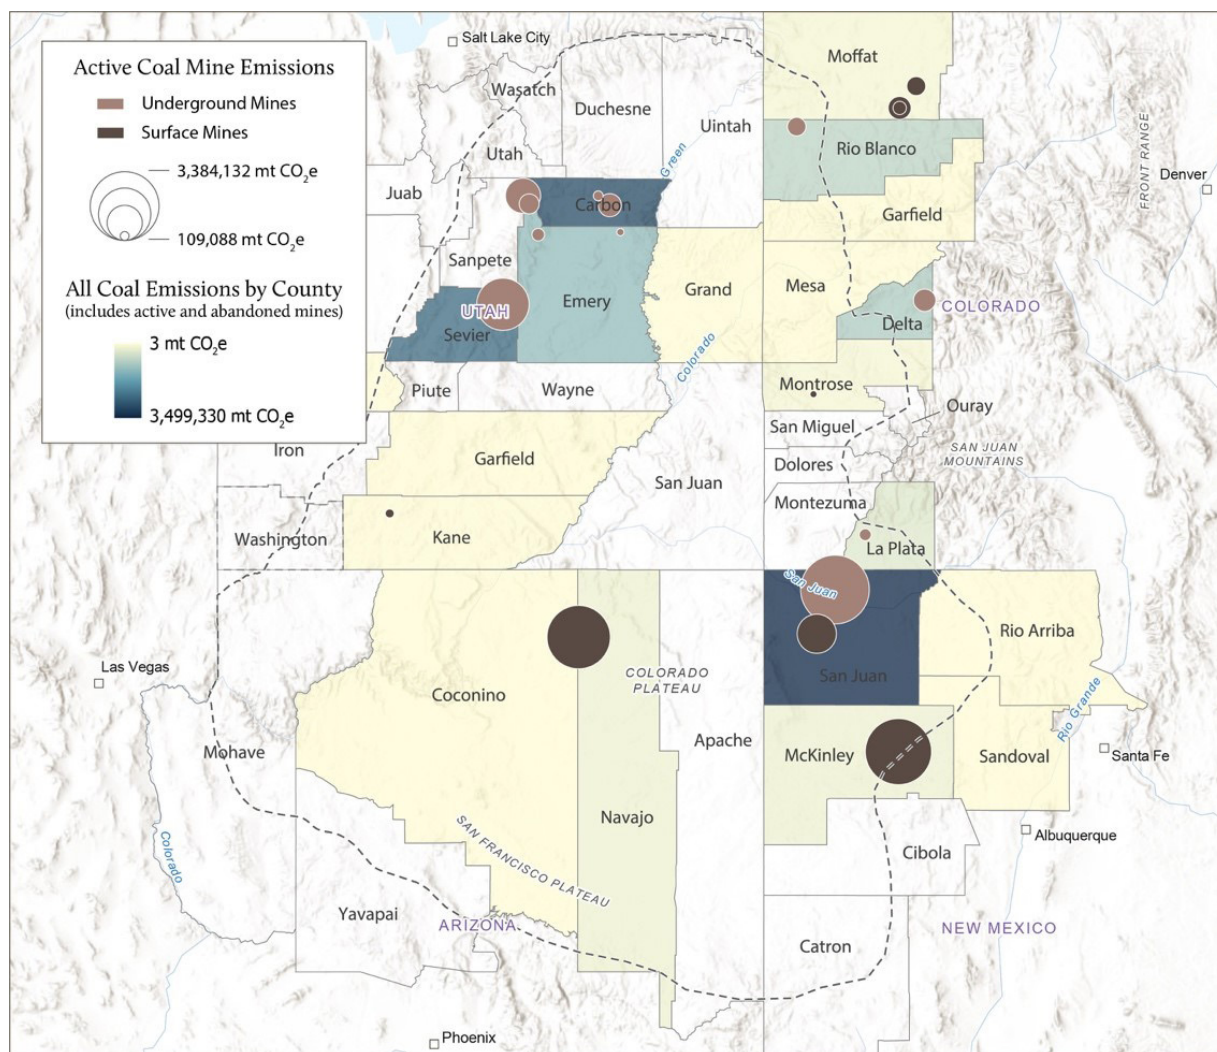 Active Coal Mine Emissions
Underground Mines
Surface Mines
3,384,132 mt CO₂e
109,088 mt CO₂e
All Coal Emissions by County
(includes active and abandoned mines)
3 mt CO₂e
3,499,330 mt CO₂e
Salt Lake City
Wasatch
Duchesne
Uintah
Moffat
Utah
Green
Rio Blanco
FRONT RANGE
Denver
Juab
Carbon
Garfield
Sanpete
Emery
Grand
Mesa
UTAH
COLORADO
Sevier
Delta
Colorado
Piute
Wayne
Montrose
Ouray
San Miguel
Iron
Garfield
San Juan
Dolores
SAN JUAN
MOUNTAINS
Montezuma
Washington
Kane
La Plata
San Juan
Rio Arriba
Las Vegas
Coconino
COLORADO
PLATEAU
San Juan
Rio Grande
Mohave
Apache
McKinley
Sandoval
Santa Fe
Navajo
SAN FRANCISCO PLATEAU
Colorado
Albuquerque
Cibola
Yavapai
ARIZONA
Catron
NEW MEXICO
Phoenix